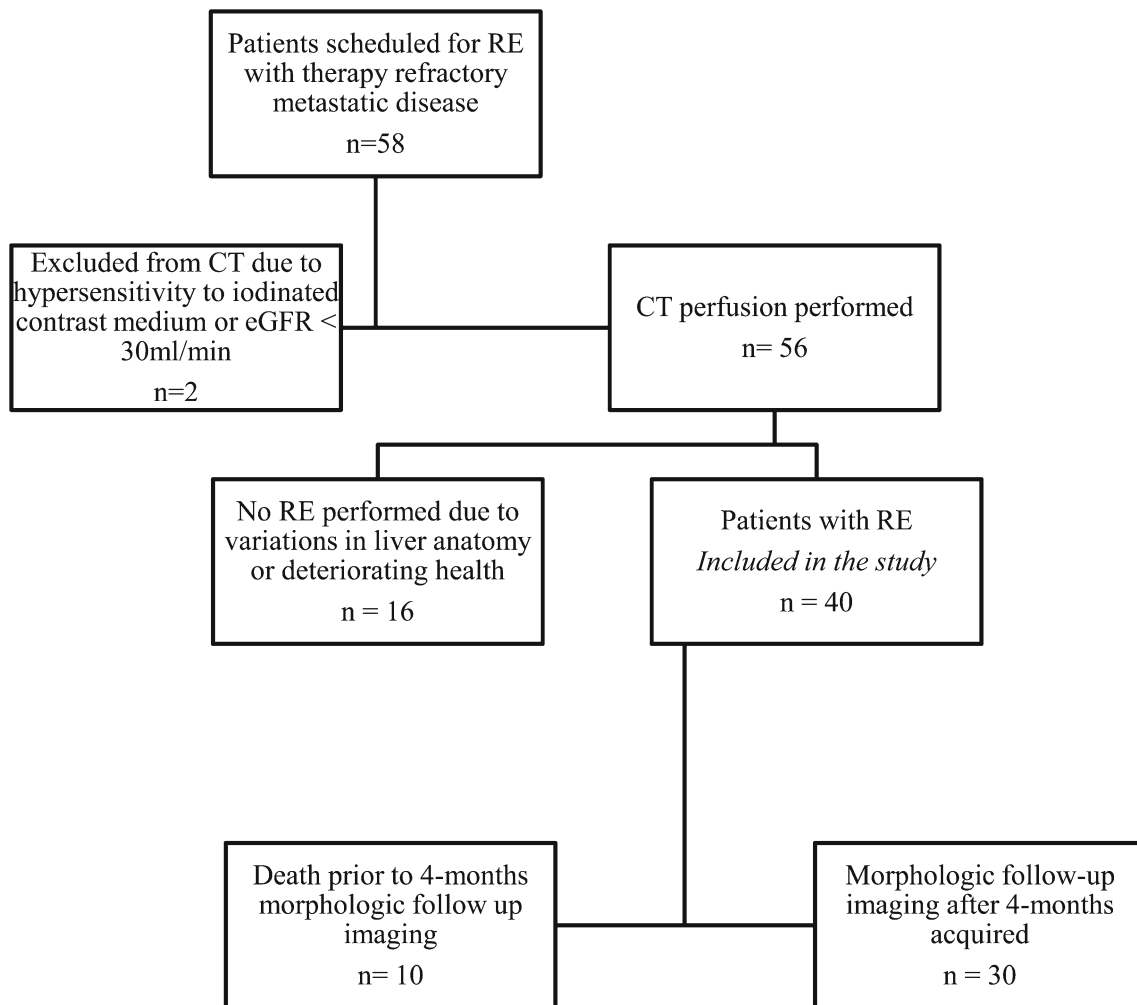 Patients scheduled for RE
with therapy refractory
metastatic disease
n=58
Excluded from CT due to
hypersensitivity to iodinated
contrast medium or eGFR <
30ml/min
n=2
CT perfusion performed
n= 56
No RE performed due to
variations in liver anatomy
or deteriorating health
n = 16
Patients with RE
Included in the study
n = 40
Death prior to 4-months
morphologic follow up
imaging
n= 10
Morphologic follow-up
imaging after 4-months
acquired
n = 30